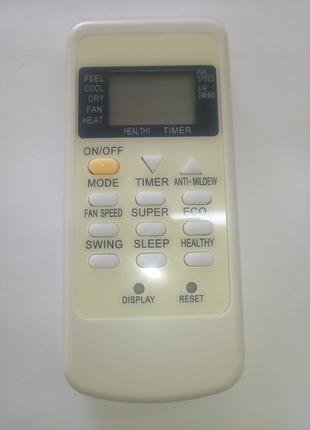 FEEL
COOL
DRY
FAN
HEAT
FAN
SPEED
AIR
SWING
HEALTHY TIMER
ON/OFF
MODE TIMER ANTI-MILDEW
FAN SPEED SUPER ECO
SWING SLEEP HEALTHY
DISPLAY RESET